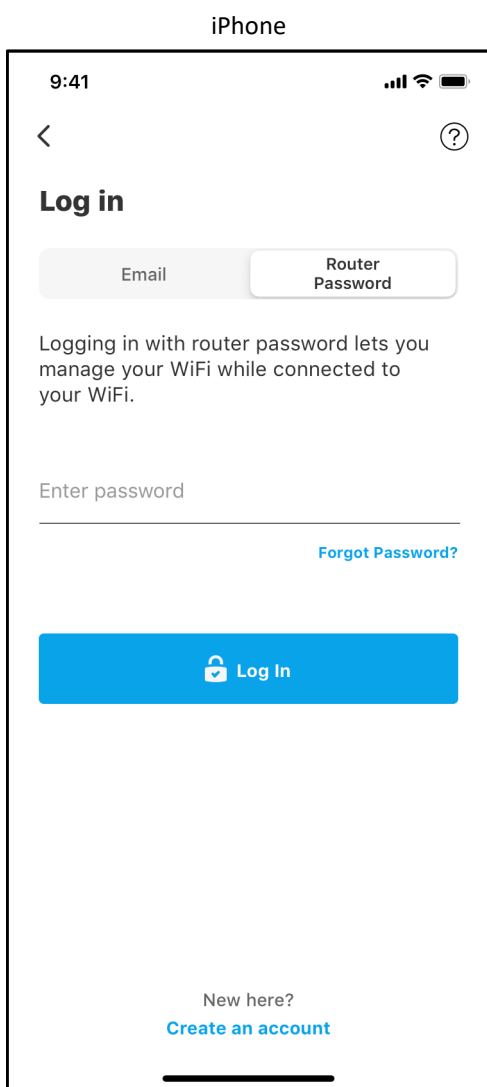 iPhone
9:41
?
Log in
Email
Router
Password
Logging in with router password lets you
manage your WiFi while connected to
your WiFi.
Enter password
Forgot Password?
Log In
New here?
Create an account